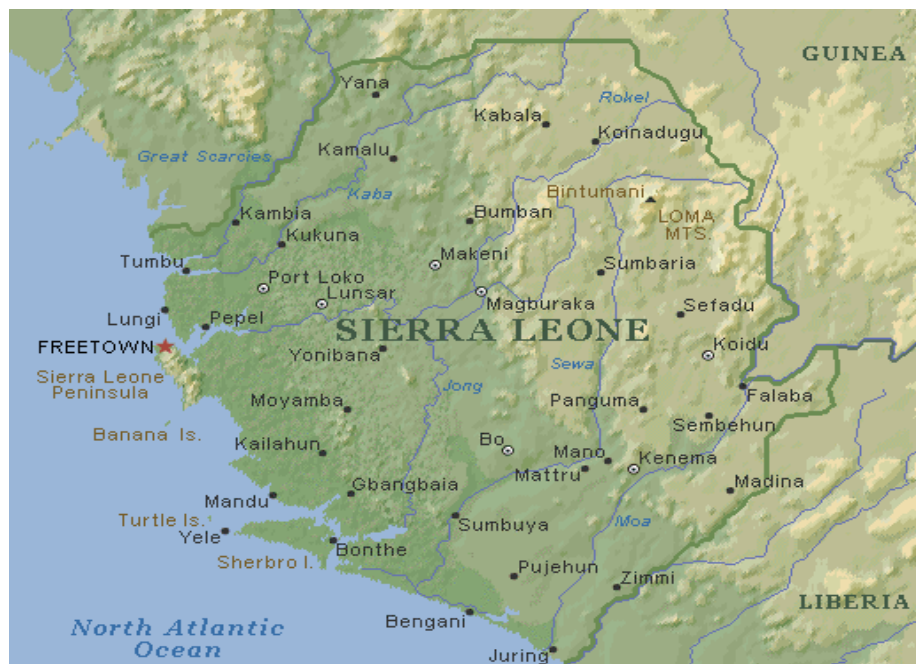 GUINEA
Yana
Rokel
Kabala
Koinadugu
Great Scarcies
Kamalu
Kaba
Bintumani
LOMA
MTS.
Kambia
Bumban
Kukuna
Tumbu
Makeni
Port Loko
Sumbaria
Lunsar
Magburaka
Sefadu
Lungi
Pepel
SIERRA LEONE
FREETOWN
Yonibana
Koidu
Sierra Leone
Peninsula
Jong
Sewa
Falaba
Moyamba
Panguma
Sembehun
Banana Is.
Kailahun
Bo
Mano
Mattru
Kenema
Gbangbaia
Madina
Mandu
Turtle Is.
Yele
Sumbuya
Moa
Bonthe
Sherbro I.
Pujehun
Zimmi
LIBERIA
Bengani
North Atlantic
Ocean
Juring